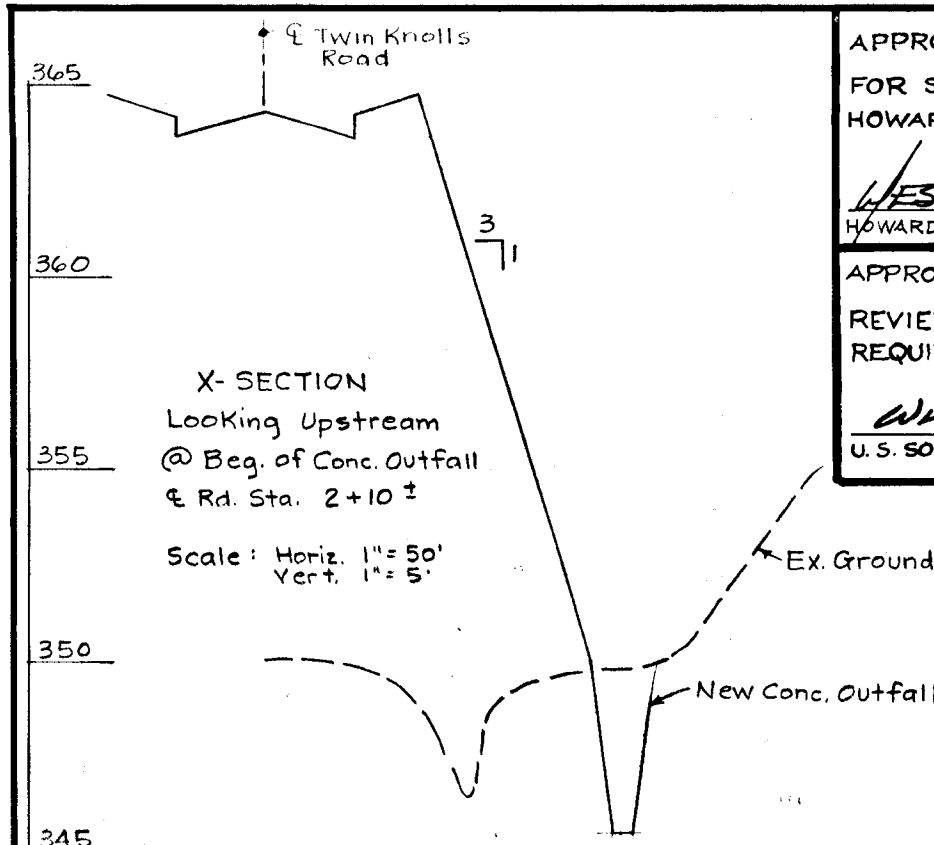 ℄ Twin Knolls
Road
365
360
355
350
345
3
1
X-SECTION
Looking Upstream
@ Beg. of Conc. Outfall
℄ Rd. Sta. 2+10 ±
Scale: Horiz. 1"= 50'
Vert. 1"= 5'
Ex. Ground
New Conc. Outfall
APPRO
FOR S
HOWAR
WES
HOWARD
APPRO
REVIE
REQUI
U. S. SO